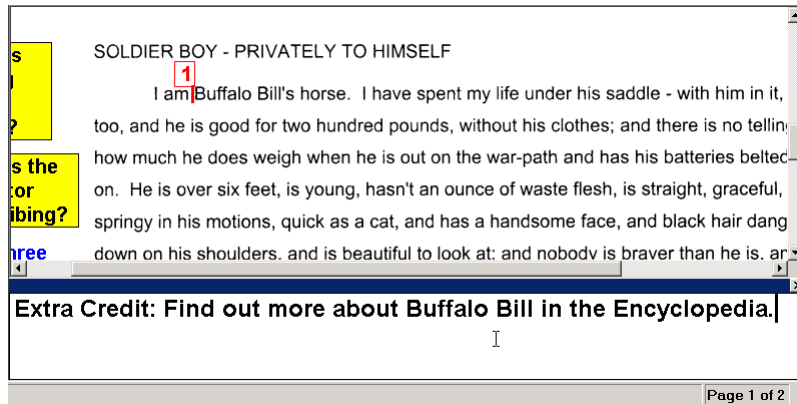 s
?
s the
or
ibing?
hree
SOLDIER BOY - PRIVATELY TO HIMSELF
1
I am Buffalo Bill's horse. I have spent my life under his saddle - with him in it,
too, and he is good for two hundred pounds, without his clothes; and there is no tellin
how much he does weigh when he is out on the war-path and has his batteries belted
on. He is over six feet, is young, hasn't an ounce of waste flesh, is straight, graceful,
springy in his motions, quick as a cat, and has a handsome face, and black hair dang
down on his shoulders, and is beautiful to look at; and nobody is braver than he is, an
Extra Credit: Find out more about Buffalo Bill in the Encyclopedia.
Page 1 of 2